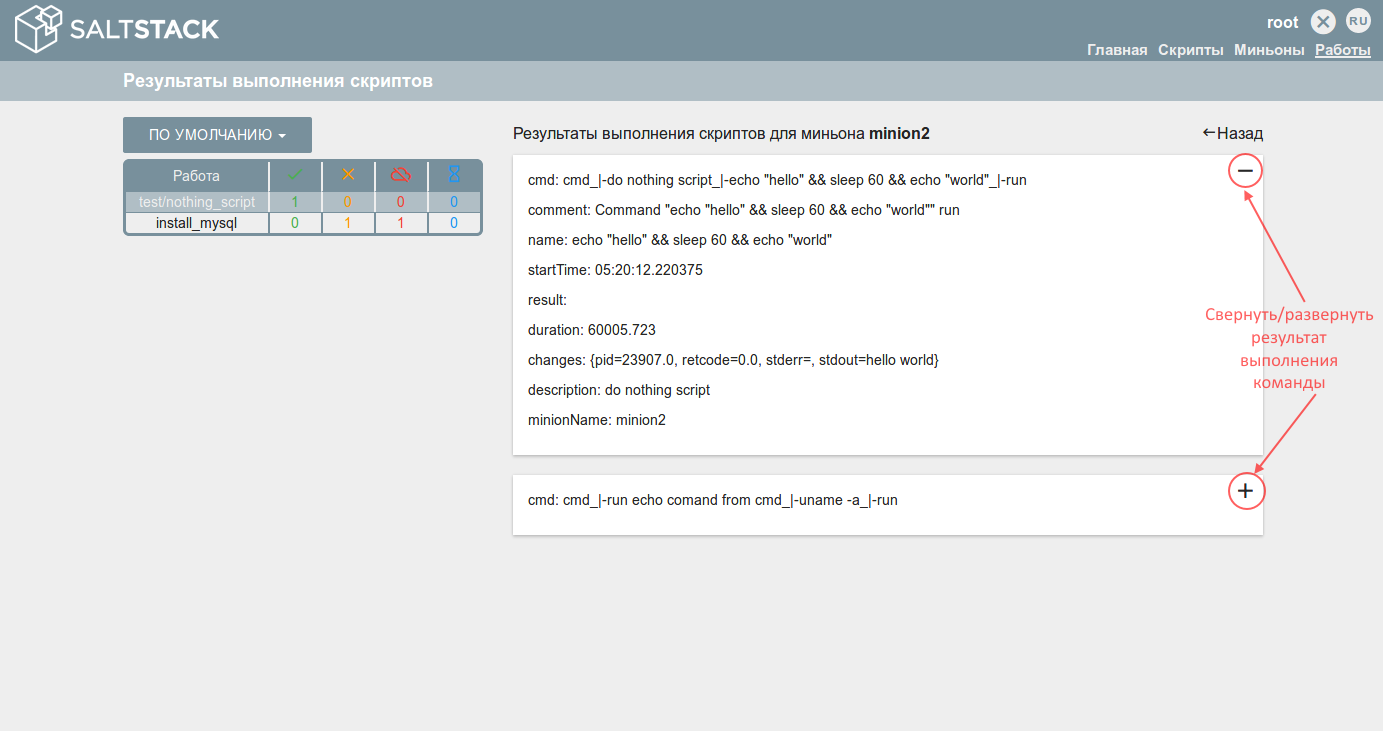 SALTSTACK
root
RU
Главная Скрипты Миньоны Работы
Результаты выполнения скриптов
ПО УМОЛЧАНИЮ
Работа
test/nothing_script 1 0 0 0
install_mysql 0 1 1 0
Результаты выполнения скриптов для миньона minion2
←Назад
cmd: cmd_|-do nothing script_|-echo "hello" && sleep 60 && echo "world"_|-run
comment: Command "echo "hello" && sleep 60 && echo "world"" run
name: echo "hello" && sleep 60 && echo "world"
startTime: 05:20:12.220375
result:
duration: 60005.723
changes: {pid=23907.0, retcode=0.0, stderr=, stdout=hello world}
description: do nothing script
minionName: minion2
cmd: cmd_|-run echo comand from cmd_|-uname -a_|-run
Свернуть/развернуть
результат
выполнения
команды